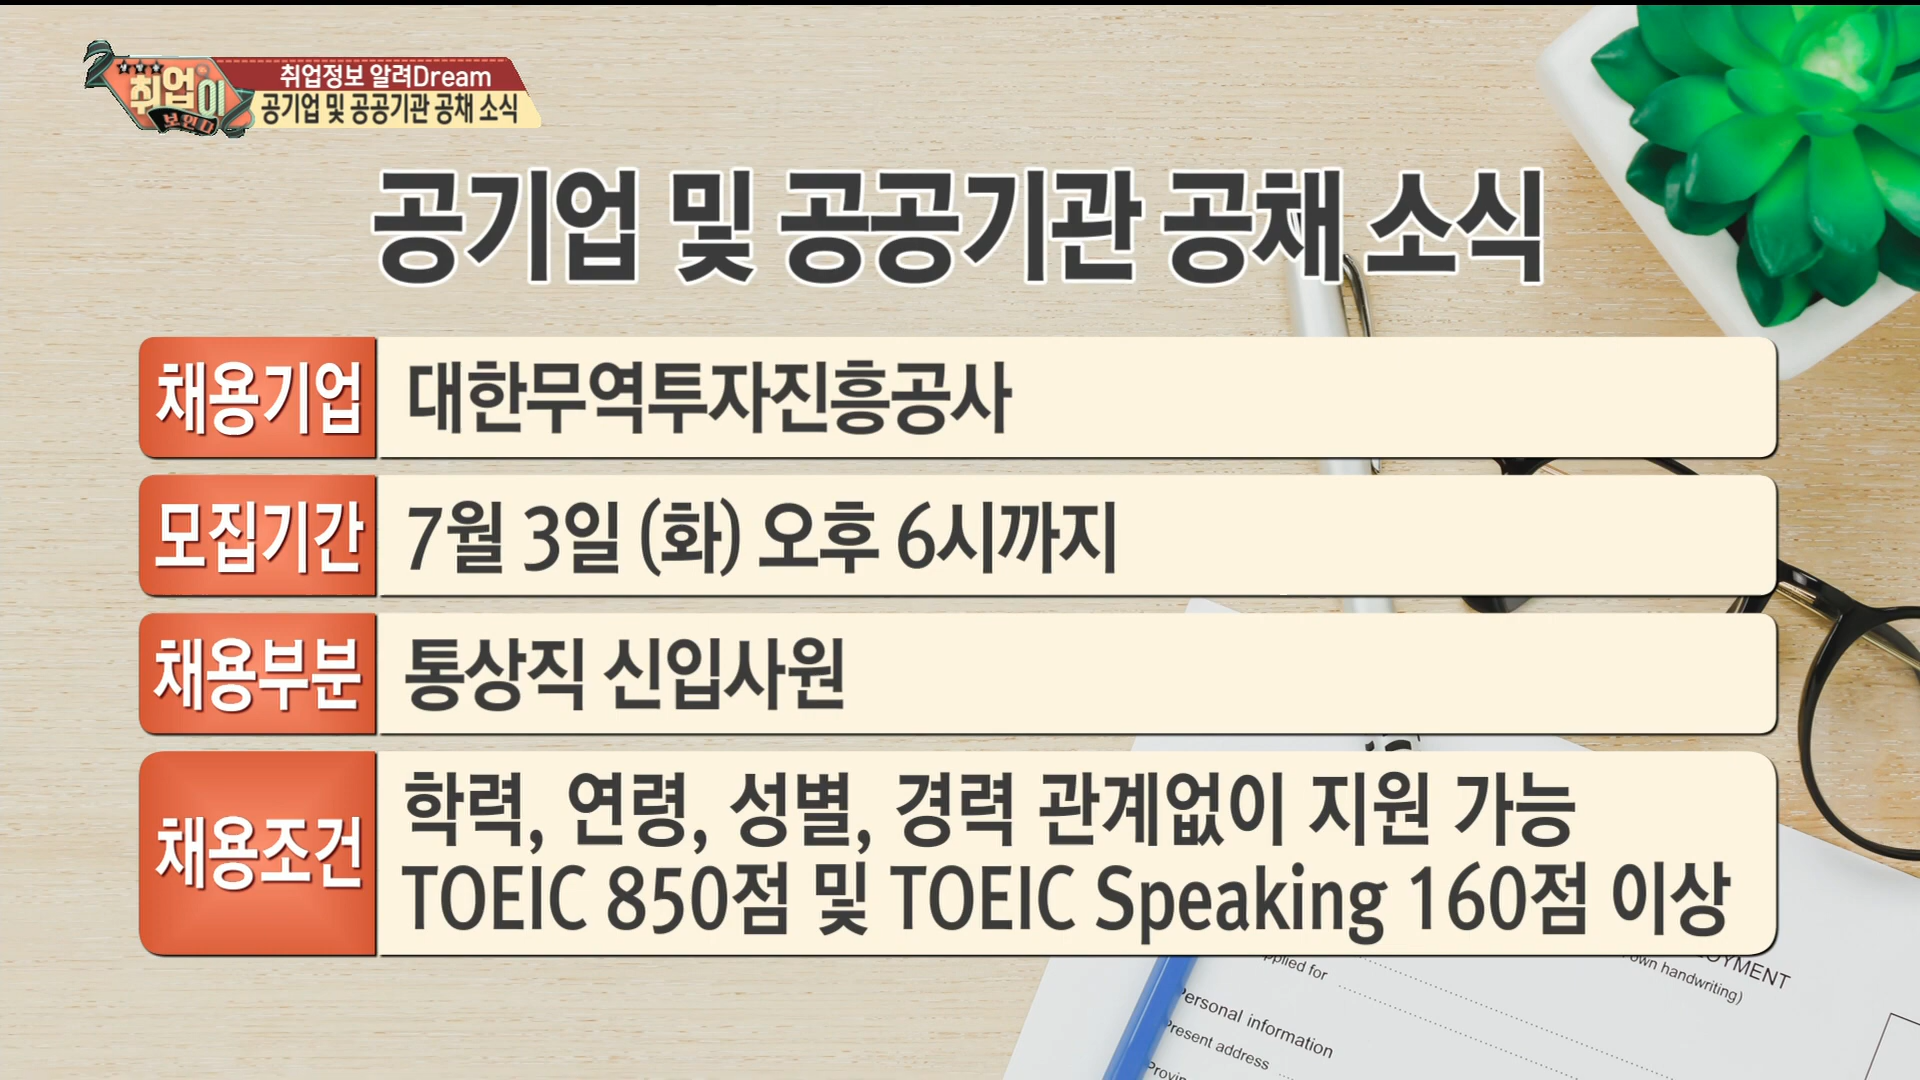 취업이
보인다
취업정보 알려Dream
공기업 및 공공기관 공채 소식
공기업 및 공공기관 공채 소식
채용기업
대한무역투자진흥공사
모집기간
7월 3일 (화) 오후 6시까지
채용부분
통상직 신입사원
채용조건
학력, 연령, 성별, 경력 관계없이 지원 가능
TOEIC 850점 및 TOEIC Speaking 160점 이상
own handwriting)
Personal information
Present address